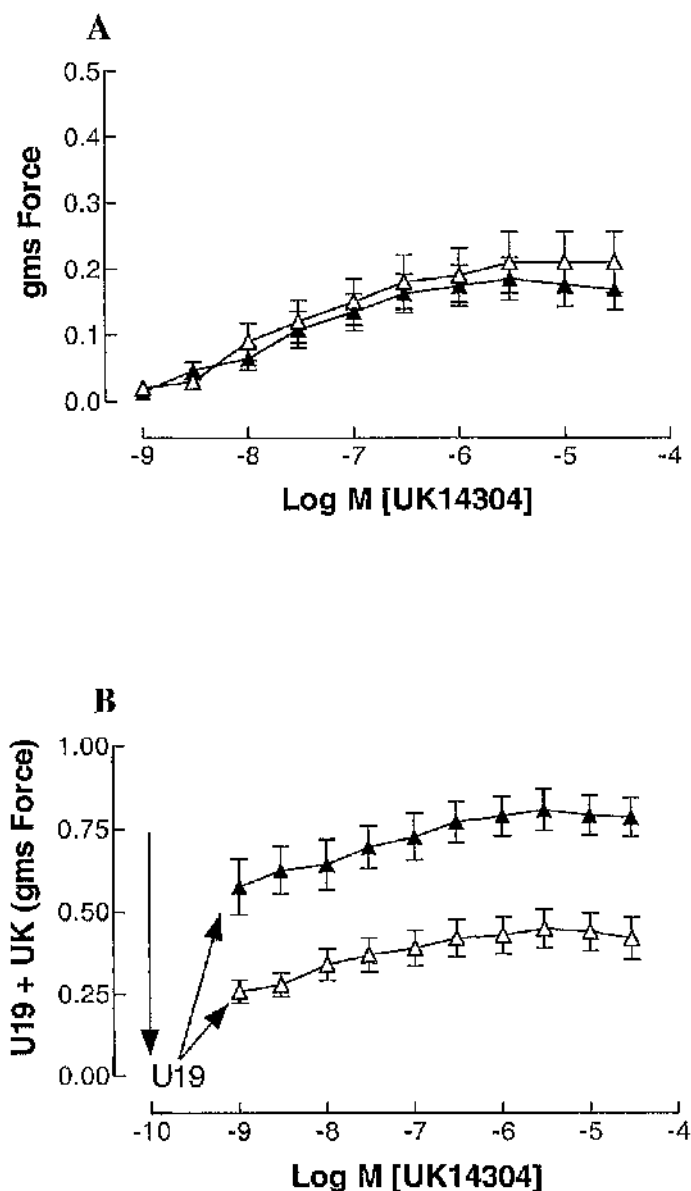 A
0.5
0.4
0.3
0.2
0.1
0.0
gms Force
-9 -8 -7 -6 -5 -4
Log M [UK14304]
B
1.00
0.75
0.50
0.25
0.00
U19 + UK (gms Force)
U19
-10 -9 -8 -7 -6 -5 -4
Log M [UK14304]